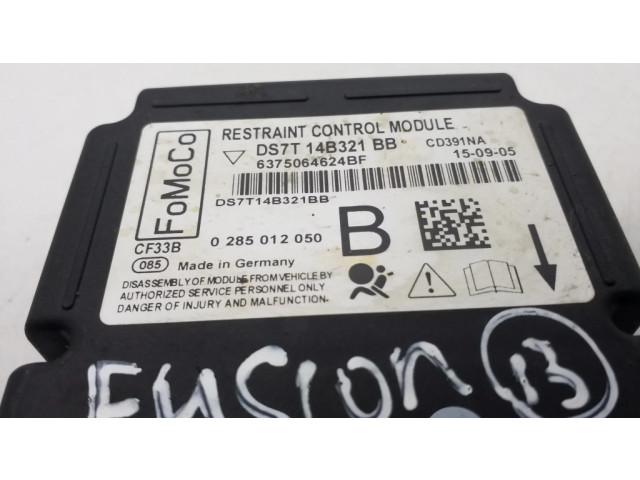 FoMoCo
RESTRAINT CONTROL MODULE
DS7T 14B321 BB CD391NA
6375064624BF 15-09-05
DS7T14B321BB
CF33B 0 285 012 050 B
085 Made in Germany
DISASSEMBLY OF MODULE FROM VEHICLE BY
AUTHORIZED SERVICE PERSONNEL ONLY
DANGER OF INJURY AND MALFUNCTION.
FUSION 13